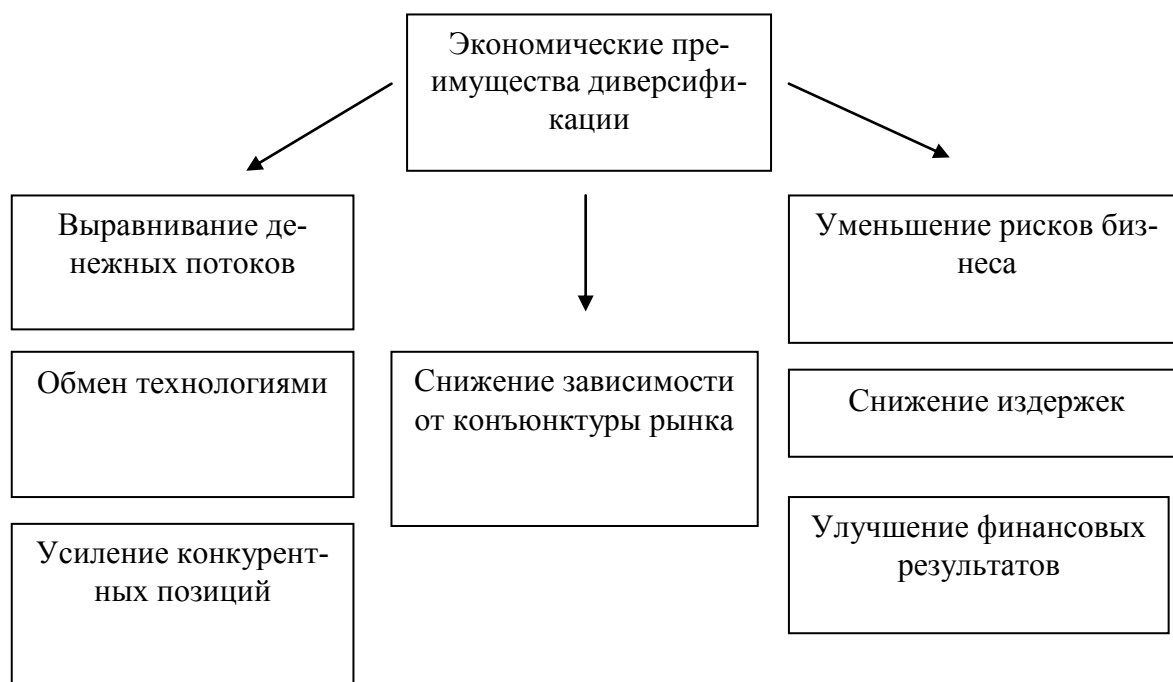 Экономические пре-
имущества диверсифи-
кации
Выравнивание де-
нежных потоков
Обмен технологиями
Усиление конкурент-
ных позиций
Снижение зависимости
от конъюнктуры рынка
Уменьшение рисков биз-
неса
Снижение издержек
Улучшение финансовых
результатов